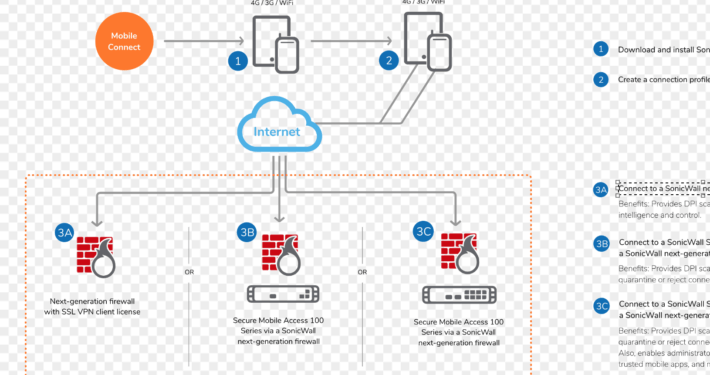 4G / 3G / WiFi
4G / 3G / WiFi
Mobile
Connect
1
2
Internet
3A
3B
3C
OR
OR
Next-generation firewall
with SSL VPN client license
Secure Mobile Access 100
Series via a SonicWall
next-generation firewall
Secure Mobile Access 100
Series via a SonicWall
next-generation firewall
1
Download and install Son
2
Create a connection profile
3A
Connect to a SonicWall ne
Benefits: Provides DPI sca
intelligence and control.
3B
Connect to a SonicWall S
a SonicWall next-generat
Benefits: Provides DPI sca
quarantine or reject conne
3C
Connect to a SonicWall S
a SonicWall next-generat
Benefits: Provides DPI sca
quarantine or reject conne
Also, enables administrato
trusted mobile apps, and